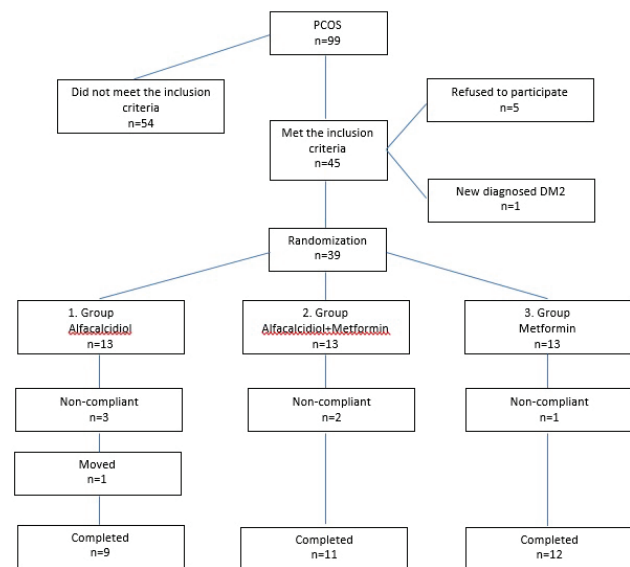 PCOS
n=99
Did not meet the inclusion
criteria
n=54
Refused to participate
n=5
Met the inclusion
criteria
n=45
New diagnosed DM2
n=1
Randomization
n=39
1. Group
Alfacalcidiol
n=13
2. Group
Alfacalcidiol+Metformin
n=13
3. Group
Metformin
n=13
Non-compliant
n=3
Non-compliant
n=2
Non-compliant
n=1
Moved
n=1
Completed
n=9
Completed
n=11
Completed
n=12